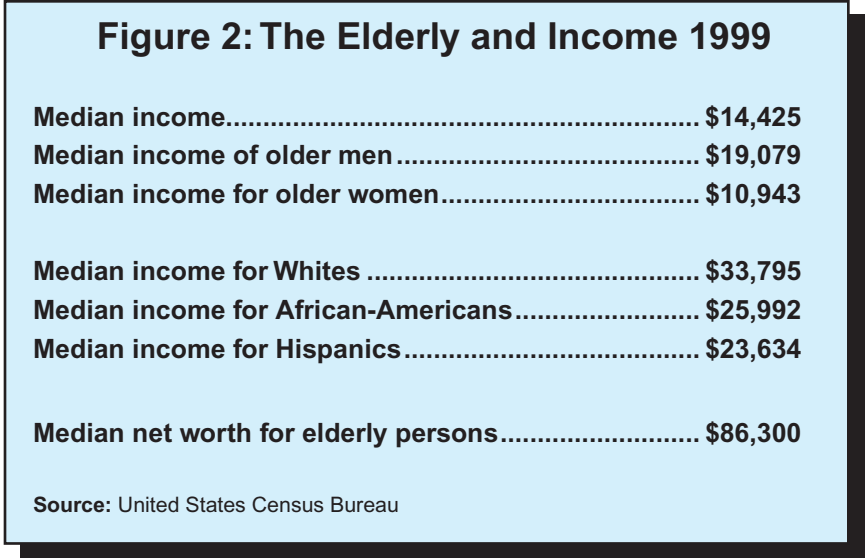 Figure 2: The Elderly and Income 1999
Median income................................................................ $14,425
Median income of older men......................................... $19,079
Median income for older women................................... $10,943
Median income for Whites ............................................. $33,795
Median income for African-Americans......................... $25,992
Median income for Hispanics........................................ $23,634
Median net worth for elderly persons........................... $86,300
Source: United States Census Bureau